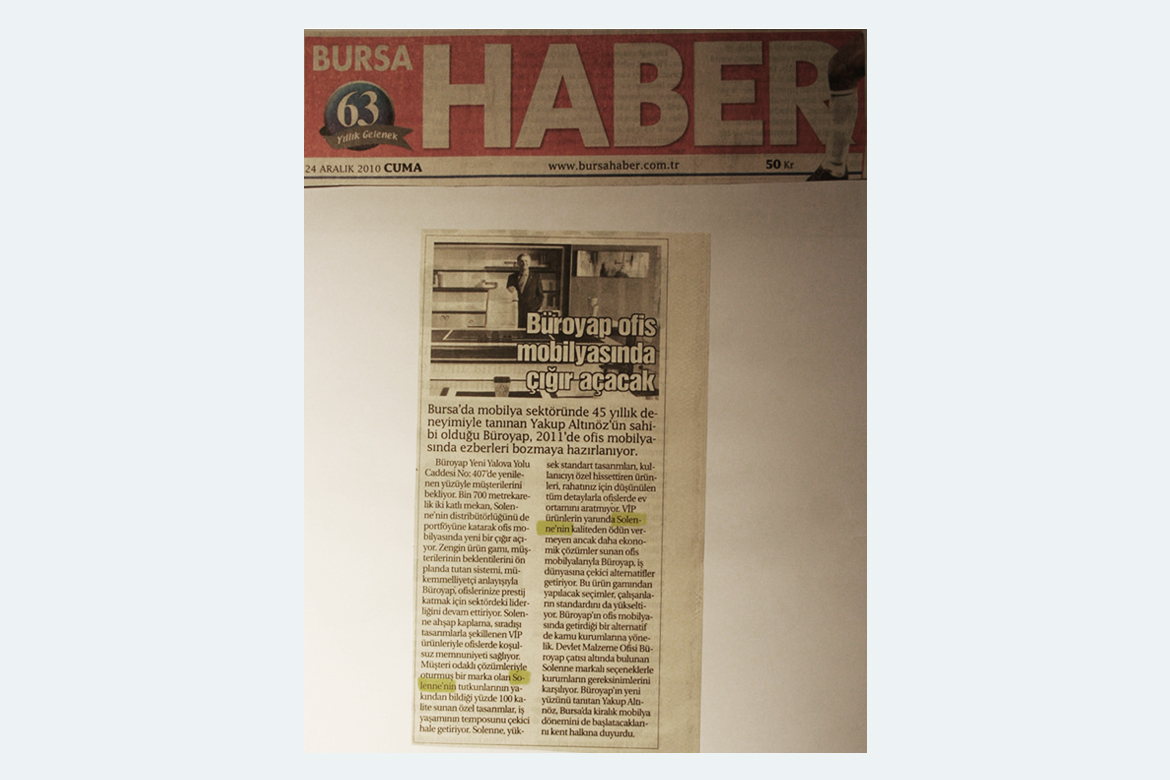 BURSA
HABER
63
Yıllık Gelenek
24 ARALIK 2010 CUMA
www.bursahaber.com.tr
50 Kr
Büroyap ofis
mobilyasında
çığır açacak
Bursa'da mobilya sektöründe 45 yıllık de-
neyimiyle tanınan Yakup Altınöz'ün sahi-
bi olduğu Büroyap, 2011'de ofis mobilya-
sında ezberleri bozmaya hazırlanıyor.
Büroyap Yeni Yalova Yolu
Caddesi No: 407'de yenile-
nen yüzüyle müşterilerini
bekliyor. Bin 700 metrekare-
lik iki katlı mekan, Solen-
ne'nin distribütörlüğünü de
portföyüne katarak ofis mo-
bilyasında yeni bir çığır açı-
yor. Zengin ürün gamı, müş-
terilerinin beklentilerini ön
planda tutan sistemi, mü-
kemmelliyetçi anlayışıyla
Büroyap, ofislerinize prestij
katmak için sektördeki lider-
liğini devam ettiriyor. Solen-
ne ahşap kaplama, sıradışı
tasarımlarla şekillenen VİP
ürünleriyle ofislerde koşul-
suz memnuniyeti sağlıyor.
Müşteri odaklı çözümleriyle
oturmuş bir marka olan So-
lenne'nin tutkunlarının ya-
kından bildiği yüzde 100 ka-
lite sunan özel tasarımlar, iş
yaşamının temposunu çekici
hale getiriyor. Solenne, yük-
sek standart tasarımları, kul-
lanıcıyı özel hissettiren ürün-
leri, rahatınız için düşünülen
tüm detaylarla ofislerde ev
ortamını aratmıyor. VİP
ürünlerin yanında Solen-
ne'nin kaliteden ödün ver-
meyen ancak daha ekono-
mik çözümler sunan ofis
mobilyalarıyla Büroyap, iş
dünyasına çekici alternatifler
getiriyor. Bu ürün gamından
yapılacak seçimler, çalışanla-
rın standardını da yükselti-
yor. Büroyap'ın ofis mobilya-
sında getirdiği bir alternatif
de kamu kurumlarına yöne-
lik. Devlet Malzeme Ofisi Bü-
royap çatısı altında bulunan
Solenne markalı seçeneklerle
kurumların gereksinimlerini
karşılıyor. Büroyap'ın yeni
yüzünü tanıtan Yakup Altı-
nöz, Bursa'da kiralık mobilya
dönemini de başlatacakları-
nı kent halkına duyurdu.